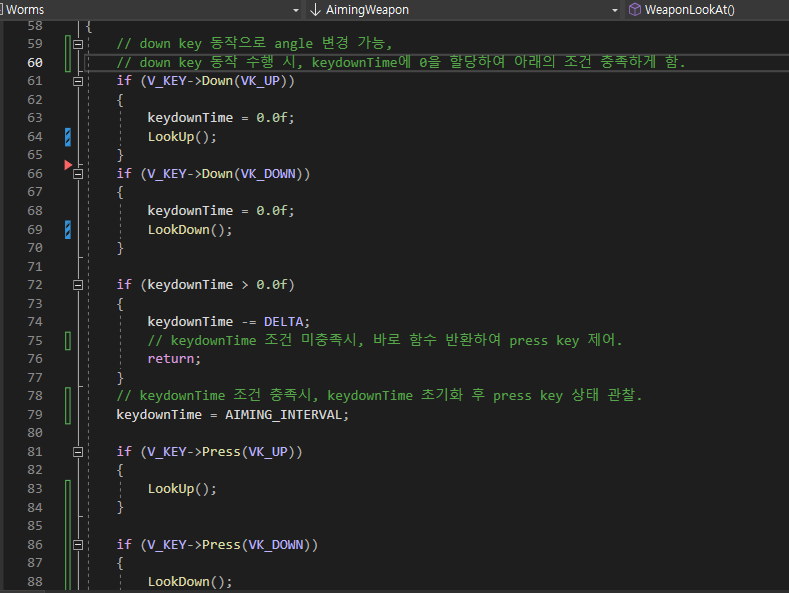 Worms AimingWeapon WeaponLookAt()
58 {
59 // down key 동작으로 angle 변경 가능,
60 // down key 동작 수행 시, keydownTime에 0을 할당하여 아래의 조건 충족하게 함.
61 if (V_KEY->Down(VK_UP))
62 {
63 keydownTime = 0.0f;
64 LookUp();
65 }
66 if (V_KEY->Down(VK_DOWN))
67 {
68 keydownTime = 0.0f;
69 LookDown();
70 }
71
72 if (keydownTime > 0.0f)
73 {
74 keydownTime -= DELTA;
75 // keydownTime 조건 미충족시, 바로 함수 반환하여 press key 제어.
76 return;
77 }
78 // keydownTime 조건 충족시, keydownTime 초기화 후 press key 상태 관찰.
79 keydownTime = AIMING_INTERVAL;
80
81 if (V_KEY->Press(VK_UP))
82 {
83 LookUp();
84 }
85
86 if (V_KEY->Press(VK_DOWN))
87 {
88 LookDown();